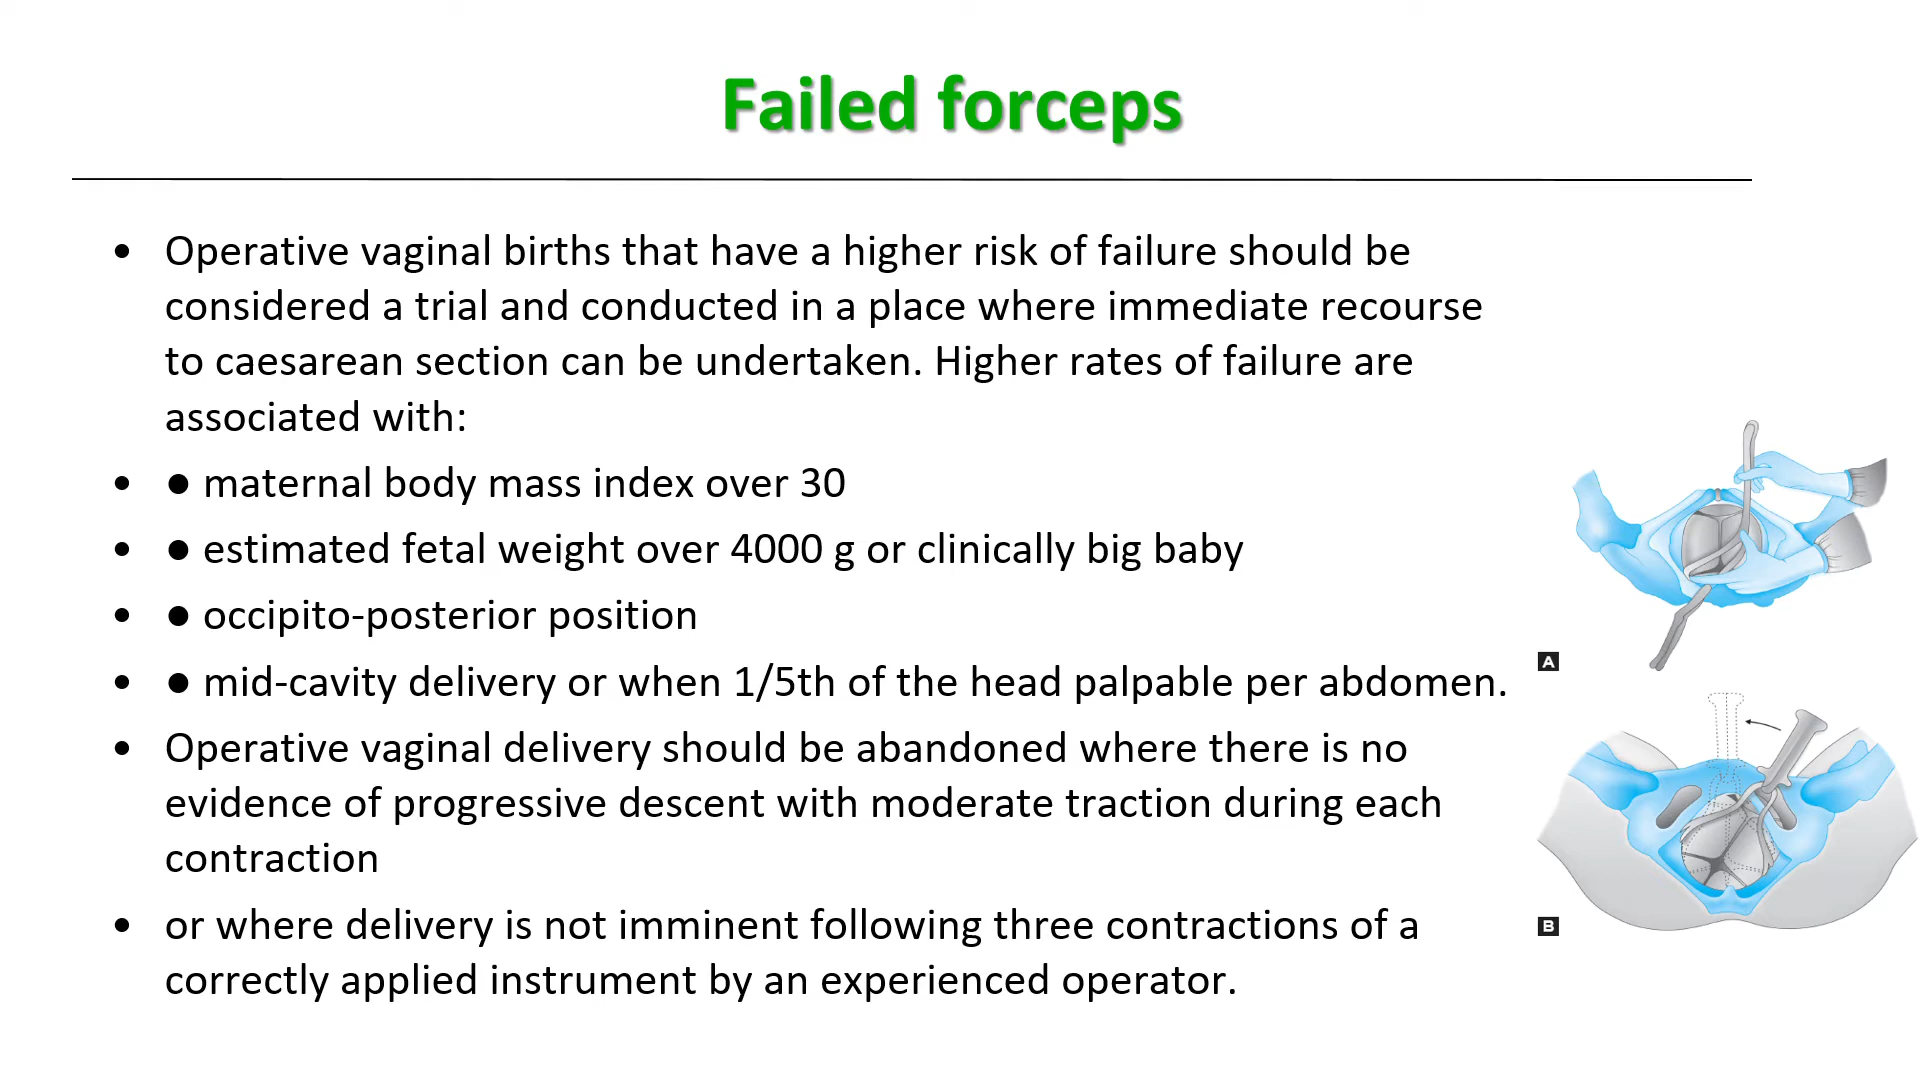 Failed forceps
• Operative vaginal births that have a higher risk of failure should be
considered a trial and conducted in a place where immediate recourse
to caesarean section can be undertaken. Higher rates of failure are
associated with:
• ● maternal body mass index over 30
• ● estimated fetal weight over 4000 g or clinically big baby
• ● occipito-posterior position
• ● mid-cavity delivery or when 1/5th of the head palpable per abdomen.
• Operative vaginal delivery should be abandoned where there is no
evidence of progressive descent with moderate traction during each
contraction
• or where delivery is not imminent following three contractions of a
correctly applied instrument by an experienced operator.
A
B